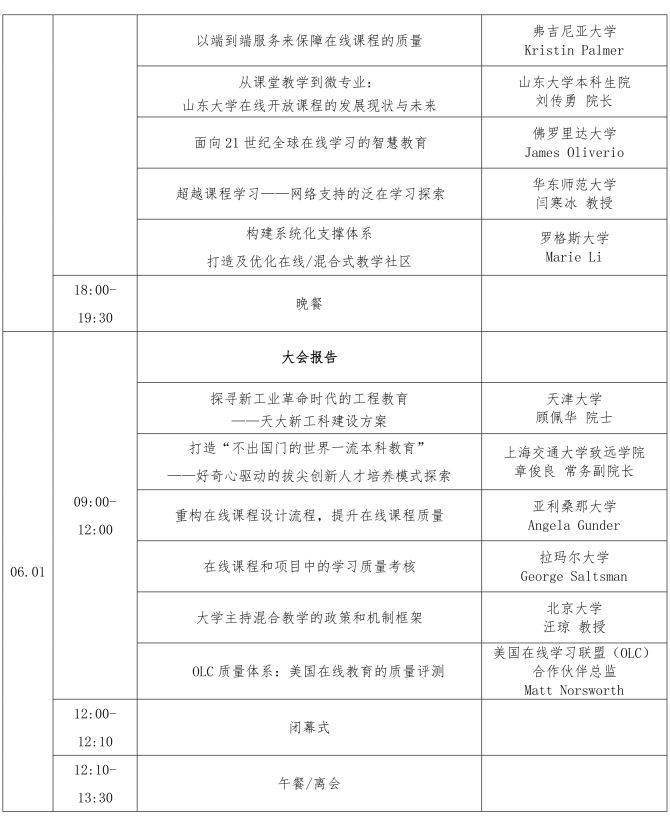 以端到端服务来保障在线课程的质量
弗吉尼亚大学
Kristin Palmer
从课堂教学到微专业：
山东大学在线开放课程的发展现状与未来
山东大学本科生院
刘传勇 院长
面向 21 世纪全球在线学习的智慧教育
佛罗里达大学
James Oliverio
超越课程学习——网络支持的泛在学习探索
华东师范大学
闫寒冰 教授
构建系统化支撑体系
打造及优化在线/混合式教学社区
罗格斯大学
Marie Li
18:00-
19:30
晚餐
06.01
09:00-
12:00
大会报告
探寻新工业革命时代的工程教育
——天大新工科建设方案
天津大学
顾佩华 院士
打造“不出国门的世界一流本科教育”
——好奇心驱动的拔尖创新人才培养模式探索
上海交通大学致远学院
章俊良 常务副院长
重构在线课程设计流程，提升在线课程质量
亚利桑那大学
Angela Gunder
在线课程和项目中的学习质量考核
拉玛尔大学
George Saltsman
大学主持混合教学的政策和机制框架
北京大学
汪琼 教授
OLC 质量体系：美国在线教育的质量评测
美国在线学习联盟（OLC）
合作伙伴总监
Matt Norsworth
12:00-
12:10
闭幕式
12:10-
13:30
午餐/离会